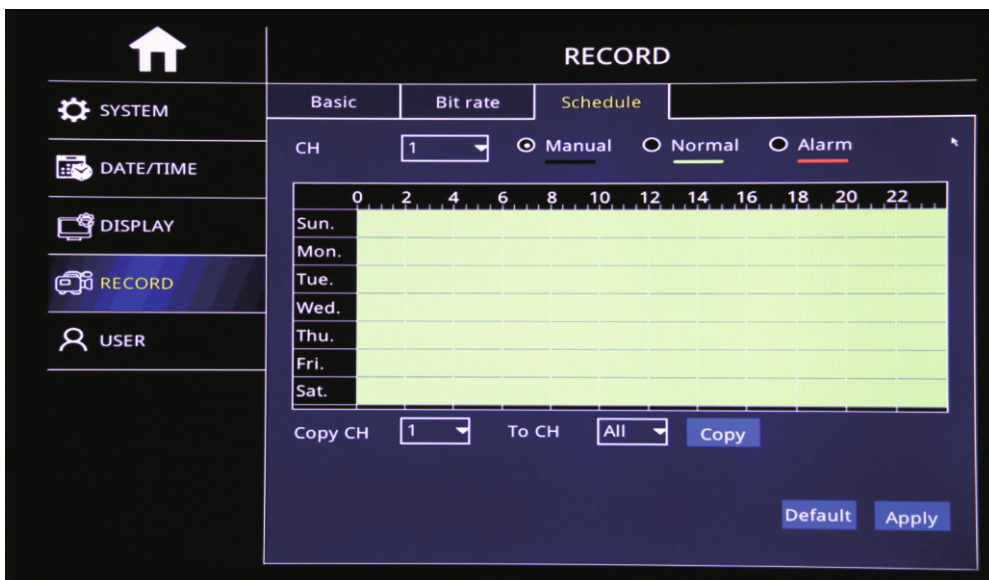 RECORD
SYSTEM
DATE/TIME
DISPLAY
RECORD
USER
Basic Bit rate Schedule
CH 1 Manual Normal Alarm
0 2 4 6 8 10 12 14 16 18 20 22
Sun.
Mon.
Tue.
Wed.
Thu.
Fri.
Sat.
Copy CH 1 To CH All Copy
Default Apply